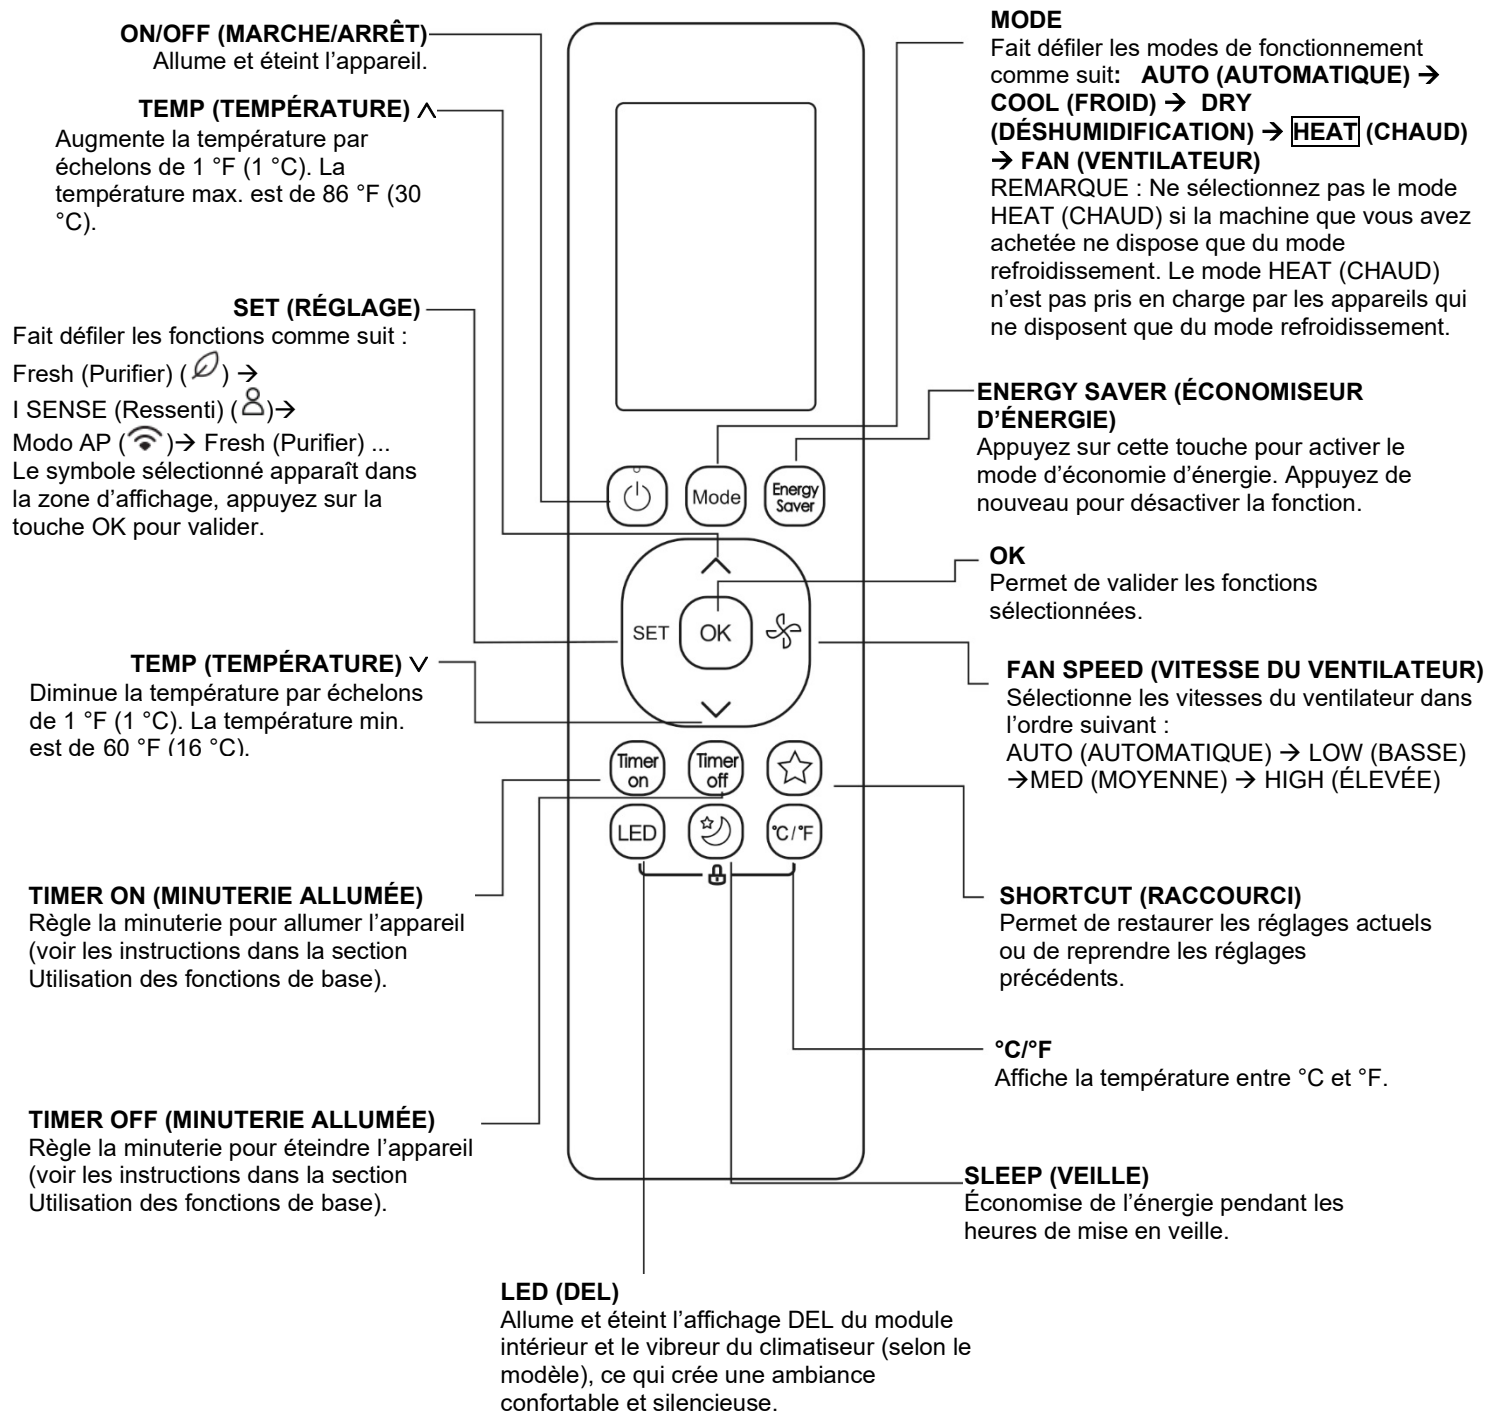 ON/OFF (MARCHE/ARRÊT)
Allume et éteint l’appareil.
TEMP (TEMPÉRATURE) ∧
Augmente la température par
échelons de 1 °F (1 °C). La
température max. est de 86 °F (30
°C).
SET (RÉGLAGE)
Fait défiler les fonctions comme suit :
Fresh (Purifier) ( ) →
I SENSE (Ressenti) ( )→
Modo AP ( )→ Fresh (Purifier) ...
Le symbole sélectionné apparaît dans
la zone d’affichage, appuyez sur la
touche OK pour valider.
TEMP (TEMPÉRATURE) ∨
Diminue la température par échelons
de 1 °F (1 °C). La température min.
est de 60 °F (16 °C).
TIMER ON (MINUTERIE ALLUMÉE)
Règle la minuterie pour allumer l’appareil
(voir les instructions dans la section
Utilisation des fonctions de base).
TIMER OFF (MINUTERIE ALLUMÉE)
Règle la minuterie pour éteindre l’appareil
(voir les instructions dans la section
Utilisation des fonctions de base).
Mode
Energy
Saver
SET
OK
Timer
on
Timer
off
LED
°C/°F
MODE
Fait défiler les modes de fonctionnement
comme suit: AUTO (AUTOMATIQUE) →
COOL (FROID) → DRY
(DÉSHUMIDIFICATION) → HEAT (CHAUD)
→ FAN (VENTILATEUR)
REMARQUE : Ne sélectionnez pas le mode
HEAT (CHAUD) si la machine que vous avez
achetée ne dispose que du mode
refroidissement. Le mode HEAT (CHAUD)
n’est pas pris en charge par les appareils qui
ne disposent que du mode refroidissement.
ENERGY SAVER (ÉCONOMISEUR
D’ÉNERGIE)
Appuyez sur cette touche pour activer le
mode d’économie d’énergie. Appuyez de
nouveau pour désactiver la fonction.
OK
Permet de valider les fonctions
sélectionnées.
FAN SPEED (VITESSE DU VENTILATEUR)
Sélectionne les vitesses du ventilateur dans
l’ordre suivant :
AUTO (AUTOMATIQUE) → LOW (BASSE)
→MED (MOYENNE) → HIGH (ÉLEVÉE)
SHORTCUT (RACCOURCI)
Permet de restaurer les réglages actuels
ou de reprendre les réglages
précédents.
°C/°F
Affiche la température entre °C et °F.
SLEEP (VEILLE)
Économise de l’énergie pendant les
heures de mise en veille.
LED (DEL)
Allume et éteint l’affichage DEL du module
intérieur et le vibreur du climatiseur (selon le
modèle), ce qui crée une ambiance
confortable et silencieuse.